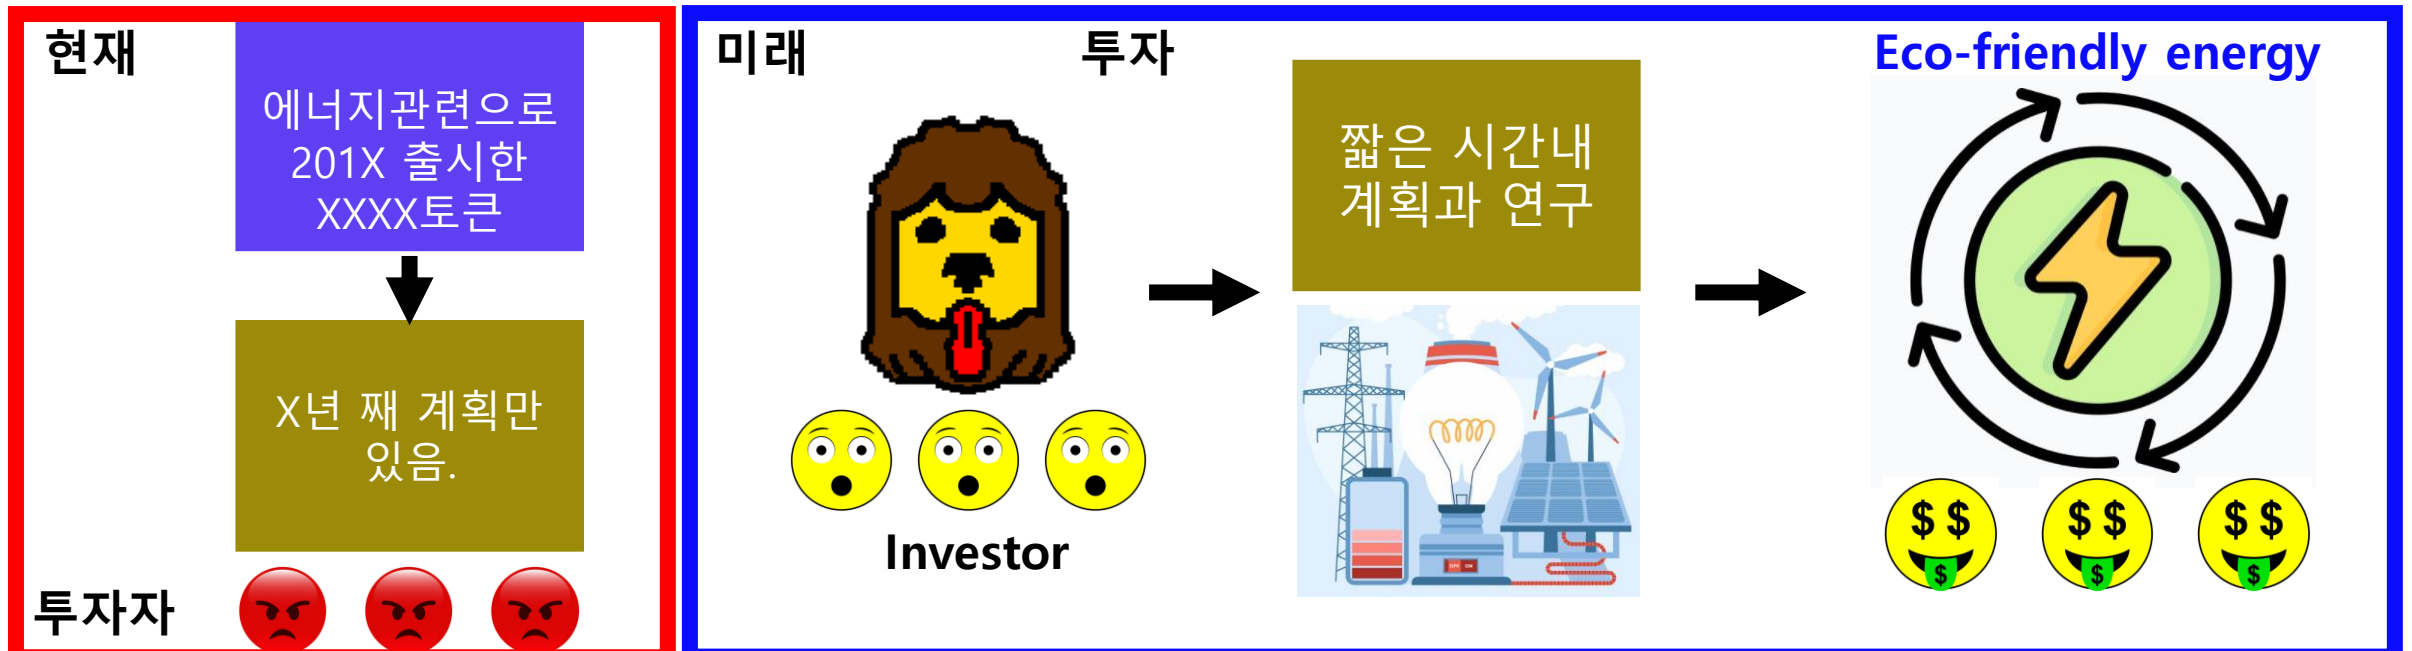 현재
에너지관련으로
201X 출시한
XXXX토큰
X년 째 계획만
있음.
투자자
미래
투자
Investor
짧은 시간내
계획과 연구
OFF ON
Eco-friendly energy
$ $
$
$ $
$
$ $
$